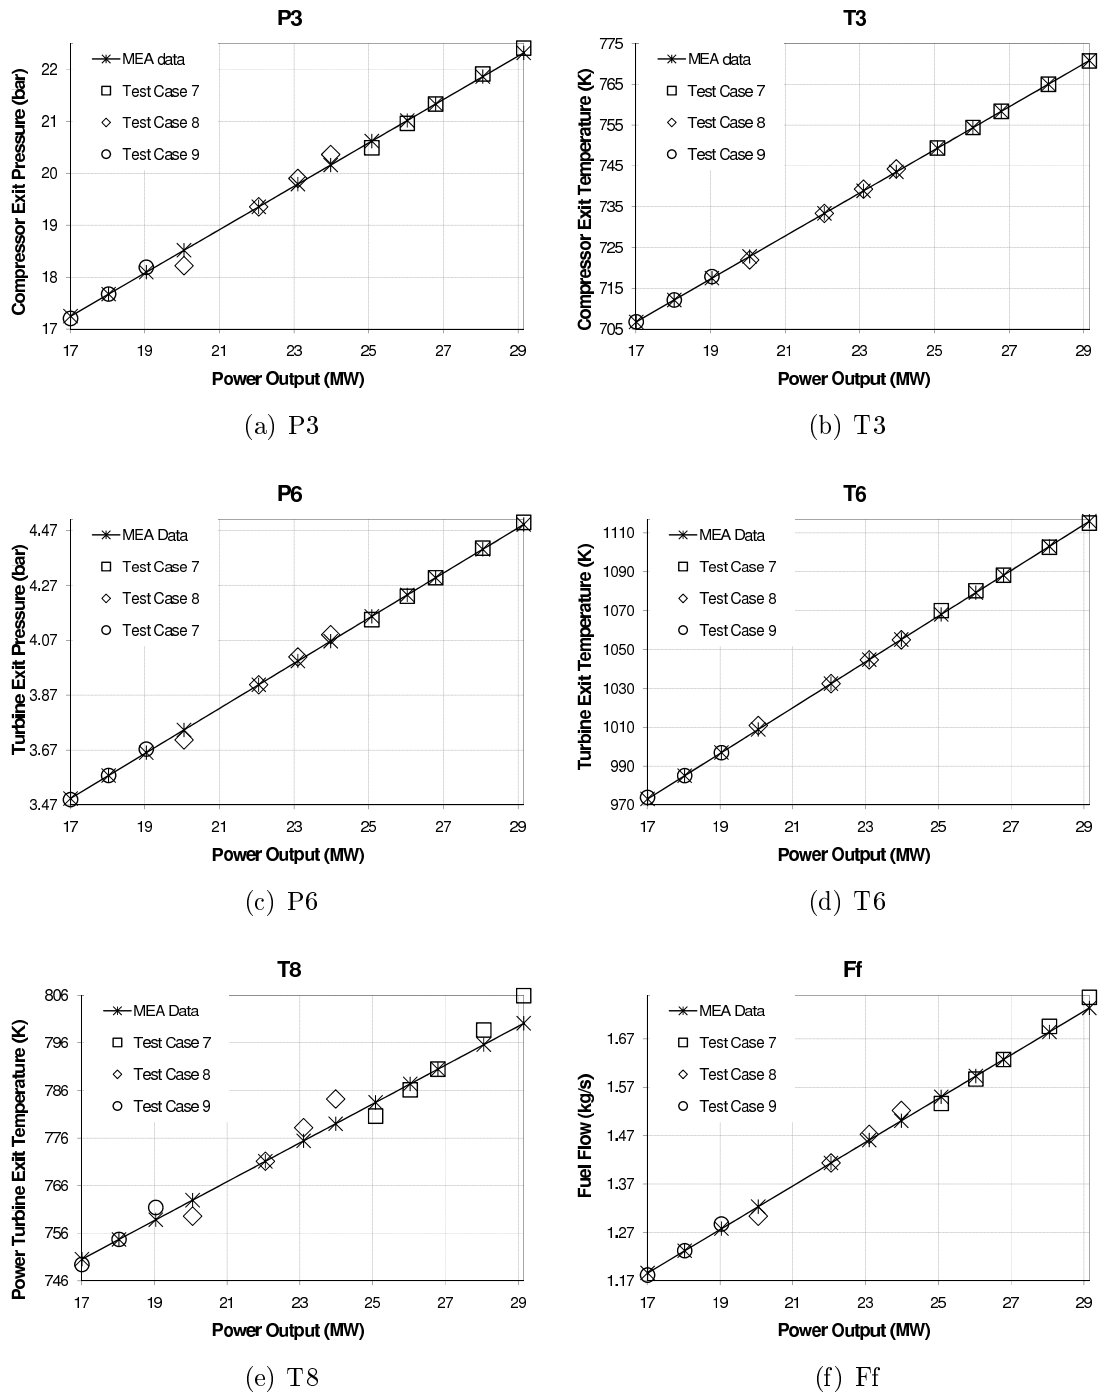 P3
Compressor Exit Pressure (bar)
22
21
20
19
18
17
MEA data
Test Case 7
Test Case 8
Test Case 9
17 19 21 23 25 27 29
Power Output (MW)
(a) P3
T3
Compressor Exit Temperature (K)
775
765
755
745
735
725
715
705
MEA data
Test Case 7
Test Case 8
Test Case 9
17 19 21 23 25 27 29
Power Output (MW)
(b) T3
P6
Turbine Exit Pressure (bar)
4.47
4.27
4.07
3.87
3.67
3.47
MEA Data
Test Case 7
Test Case 8
Test Case 7
17 19 21 23 25 27 29
Power Output (MW)
(c) P6
T6
Turbine Exit Temperature (K)
1110
1090
1070
1050
1030
1010
990
970
MEA Data
Test Case 7
Test Case 8
Test Case 9
17 19 21 23 25 27 29
Power Output (MW)
(d) T6
T8
Power Turbine Exit Temperature (K)
806
796
786
776
766
756
746
MEA Data
Test Case 7
Test Case 8
Test Case 9
17 19 21 23 25 27 29
Power Output (MW)
(e) T8
Ff
Fuel Flow (kg/s)
1.67
1.57
1.47
1.37
1.27
1.17
MEA Data
Test Case 7
Test Case 8
Test Case 9
17 19 21 23 25 27 29
Power Output (MW)
(f) Ff